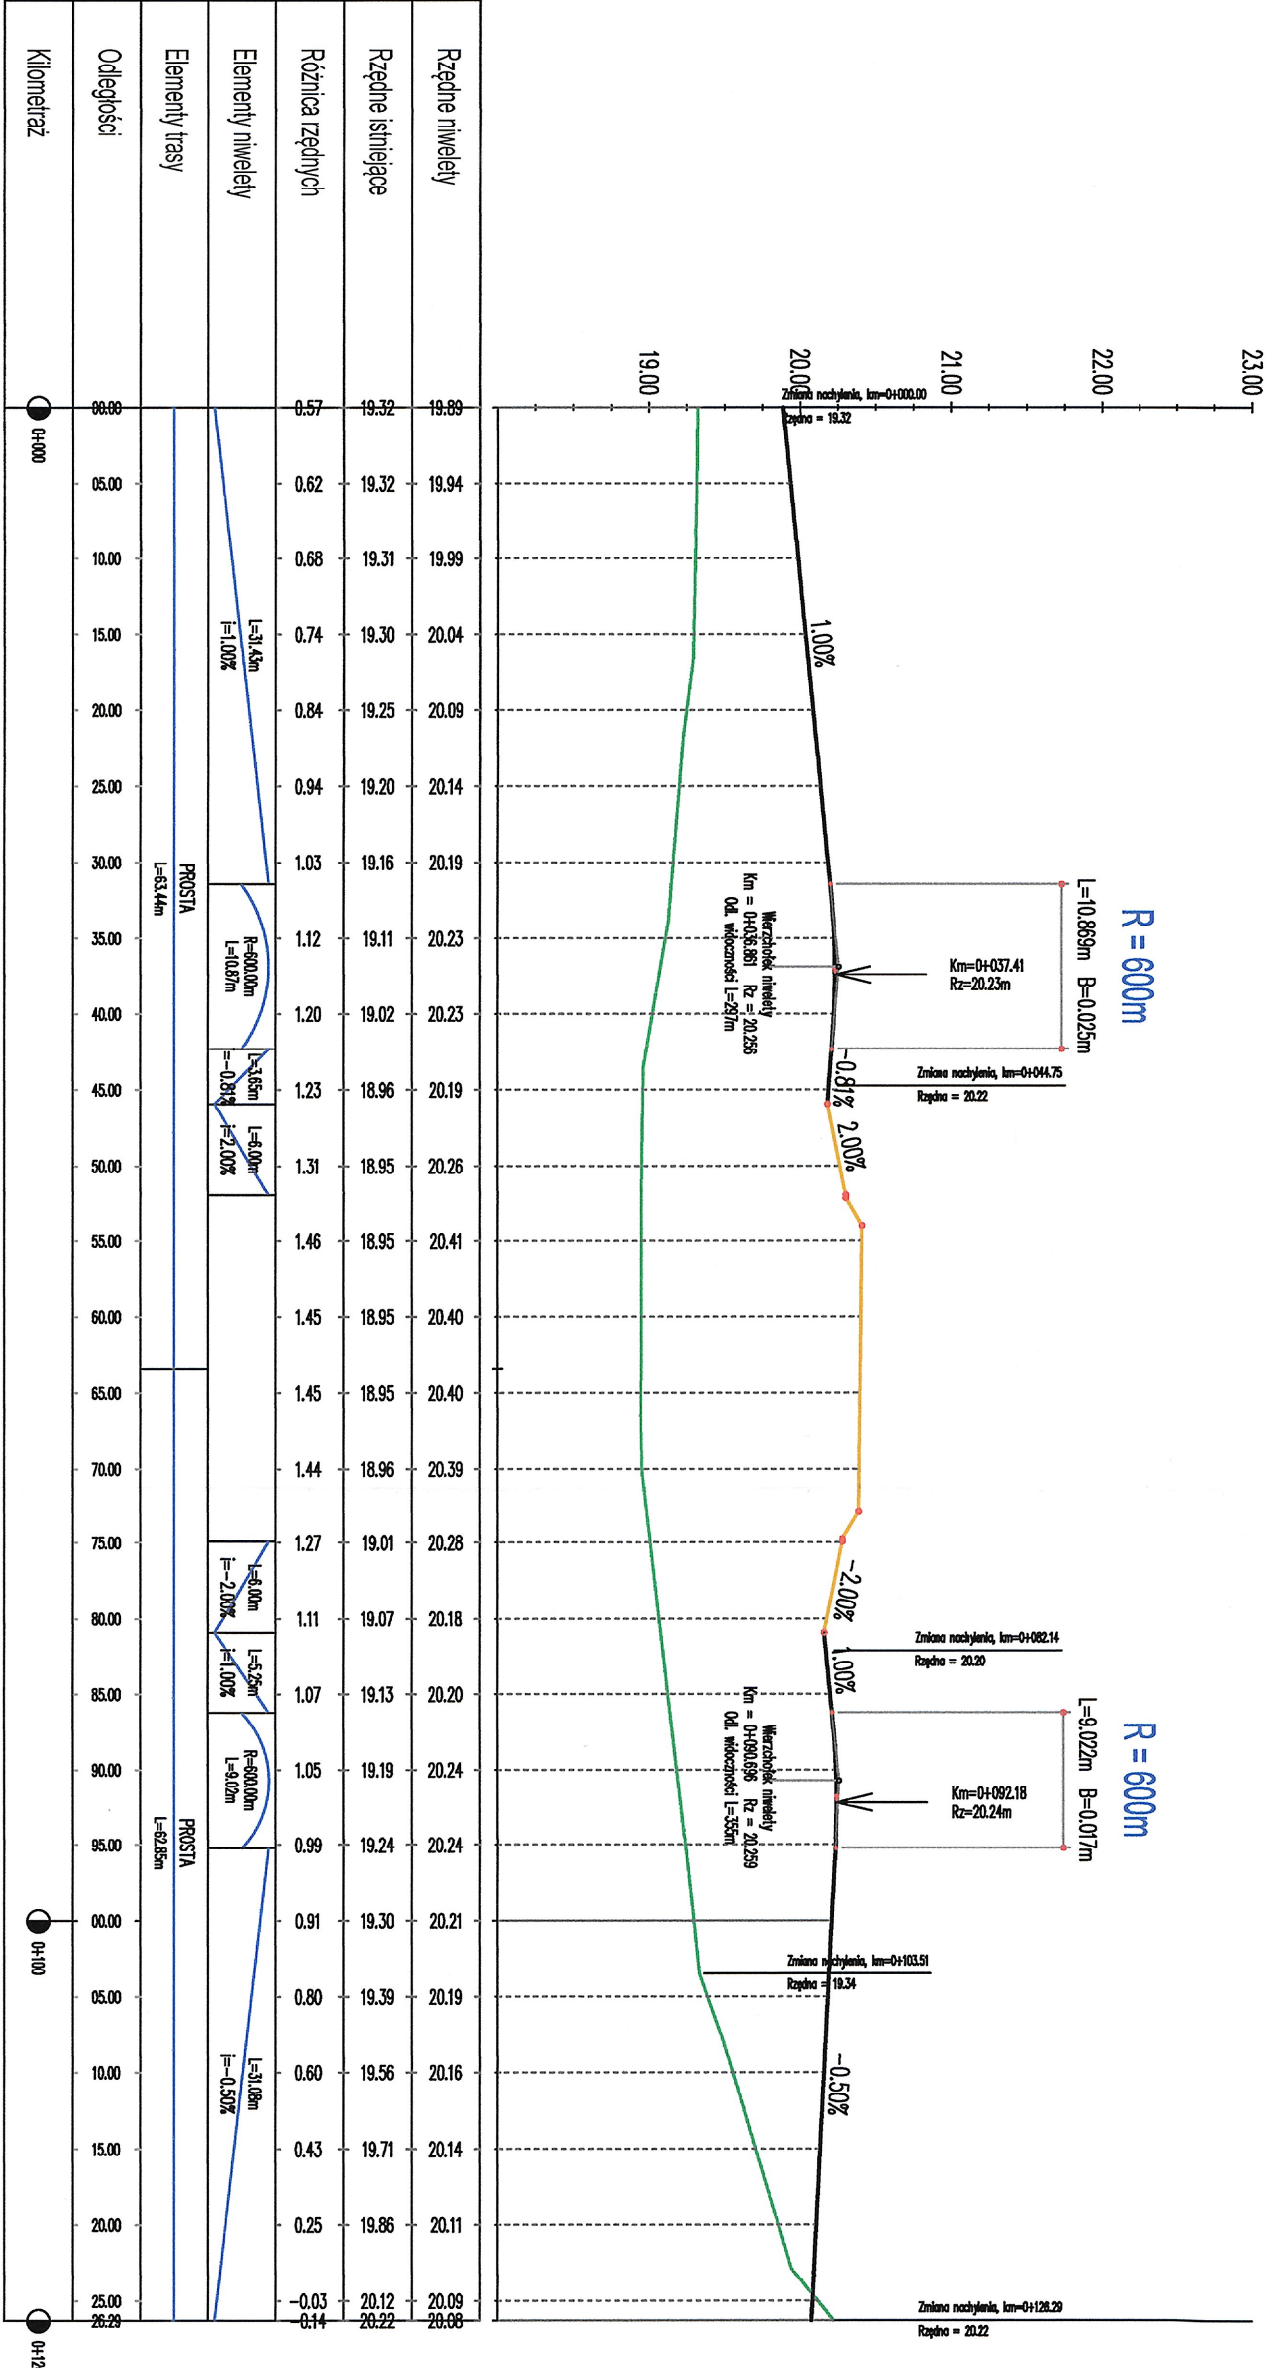 23.00
22.00
21.00
20.00
19.00
Zmiana nachylenia, km=0+000.00
Rzędna = 19.32
1.00%
R = 600m
L=10.869m B=0.025m
Km=0+037.41
Rz=20.23m
Wierzchołek niwelety
Km = 0+036.861 Rz = 20.256
Odl. widoczności L=297m
-0.81%
Zmiana nachylenia, km=0+044.75
Rzędna = 20.22
2.00%
-2.00%
Zmiana nachylenia, km=0+082.14
Rzędna = 20.20
1.00%
R = 600m
L=9.022m B=0.017m
Km=0+092.18
Rz=20.24m
Wierzchołek niwelety
Km = 0+090.696 Rz = 20.259
Odl. widoczności L=355m
Zmiana nachylenia, km=0+103.51
Rzędna = 19.34
-0.50%
Zmiana nachylenia, km=0+126.29
Rzędna = 20.22
Rzędne niwelety
19.89 19.94 19.99 20.04 20.09 20.14 20.19 20.23 20.23 20.19 20.26 20.41 20.40 20.40 20.39 20.28 20.18 20.20 20.24 20.24 20.21 20.19 20.16 20.14 20.11 20.09 20.08
Rzędne istniejące
19.32 19.32 19.31 19.30 19.25 19.20 19.16 19.11 19.02 18.96 18.95 18.95 18.95 18.95 18.96 19.01 19.07 19.13 19.19 19.24 19.30 19.39 19.56 19.71 19.86 20.12 20.22
Różnica rzędnych
0.57 0.62 0.68 0.74 0.84 0.94 1.03 1.12 1.20 1.23 1.31 1.46 1.45 1.45 1.44 1.27 1.11 1.07 1.05 0.99 0.91 0.80 0.60 0.43 0.25 -0.03 -0.14
Elementy niwelety
L=31.43m
i=1.00%
R=600.00m
L=10.87m
L=3.65m
i=-0.81%
L=6.00m
i=2.00%
L=6.00m
i=-2.00%
L=5.25m
i=1.00%
R=600.00m
L=9.02m
L=31.08m
i=-0.50%
Elementy trasy
PROSTA
L=63.44m
PROSTA
L=62.85m
Odległości
00.00 05.00 10.00 15.00 20.00 25.00 30.00 35.00 40.00 45.00 50.00 55.00 60.00 65.00 70.00 75.00 80.00 85.00 90.00 95.00 00.00 05.00 10.00 15.00 20.00 25.00 26.29
Kilometraż
0+000
0+100
0+12